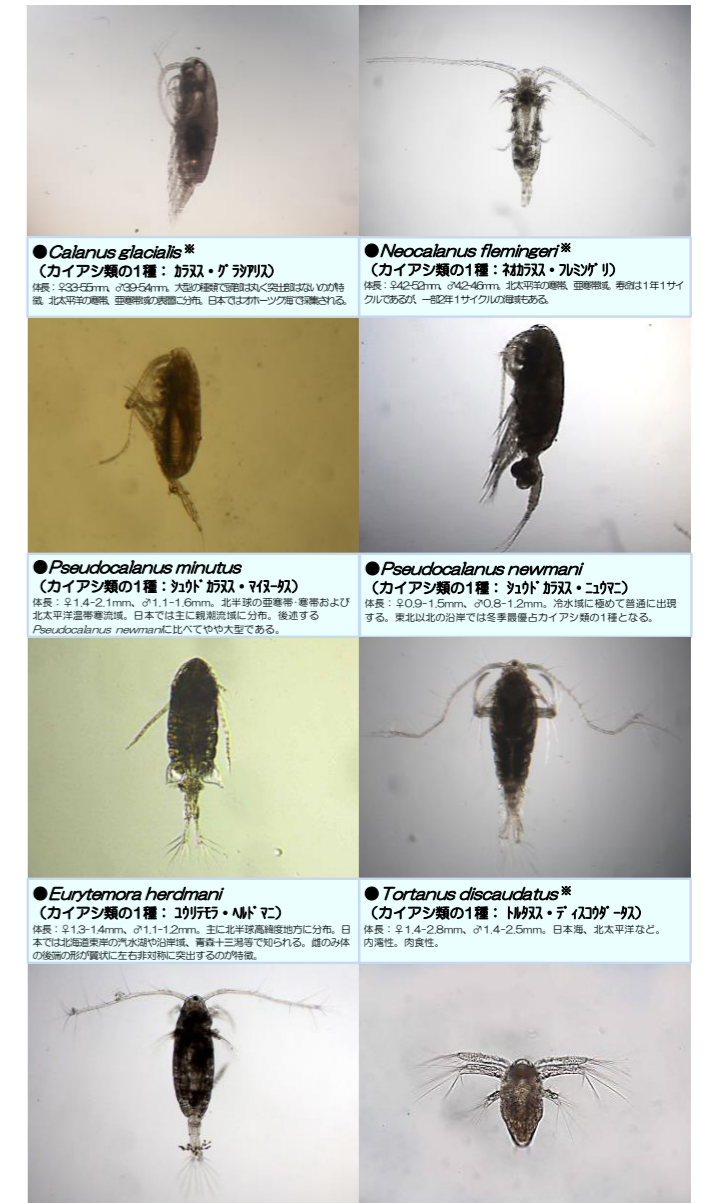 ●Calanus glacialis※
（カイアシ類の1種：ｶﾗﾇｽ・ｸﾞﾗｼｱﾘｽ）
体長：♀3.3-5.5mm、♂3.9-5.4mm。大型の種類で頭部は丸く突出部はないのが特
徴。北太平洋の寒帯、亜寒帯域の表層に分布。日本ではオホーツク海で採集される。
●Neocalanus flemingeri※
（カイアシ類の1種：ﾈｵｶﾗﾇｽ・ﾌﾚﾐﾝｹﾞﾘ）
体長：♀4.2-5.2mm、♂4.2-4.6mm。北太平洋の寒帯、亜寒帯域。寿命は1年1サイ
クルであるが、一部2年1サイクルの海域もある。
●Pseudocalanus minutus
（カイアシ類の1種：ｼｭｳﾄﾞｶﾗﾇｽ・ﾏｲﾇｰﾀｽ）
体長：♀1.4-2.1mm、♂1.1-1.6mm。北半球の亜寒帯・寒帯および
北太平洋温帯寒流域。日本では主に親潮流域に分布。後述する
Pseudocalanus newmaniに比べてやや大型である。
●Pseudocalanus newmani
（カイアシ類の1種：ｼｭｳﾄﾞｶﾗﾇｽ・ﾆｭｳﾏﾆ）
体長：♀0.9-1.5mm、♂0.8-1.2mm。冷水域に極めて普通に出現
する。東北以北の沿岸では冬季最優占カイアシ類の1種となる。
●Eurytemora herdmani
（カイアシ類の1種：ﾕｳﾘﾃﾓﾗ・ﾍﾙﾄﾞﾏﾆ）
体長：♀1.3-1.4mm、♂1.1-1.2mm。主に北半球高緯度地方に分布。日
本では北海道東岸の汽水湖や沿岸域、青森十三潟等で知られる。雌のみ体
の後端の形が翼状に左右非対称に突出するのが特徴。
●Tortanus discaudatus※
（カイアシ類の1種：ﾄﾙﾀﾇｽ・ﾃﾞｨｽｺｳﾀﾞｰﾀｽ）
体長：♀1.4-2.8mm、♂1.4-2.5mm。日本海、北太平洋など。
内湾性。肉食性。